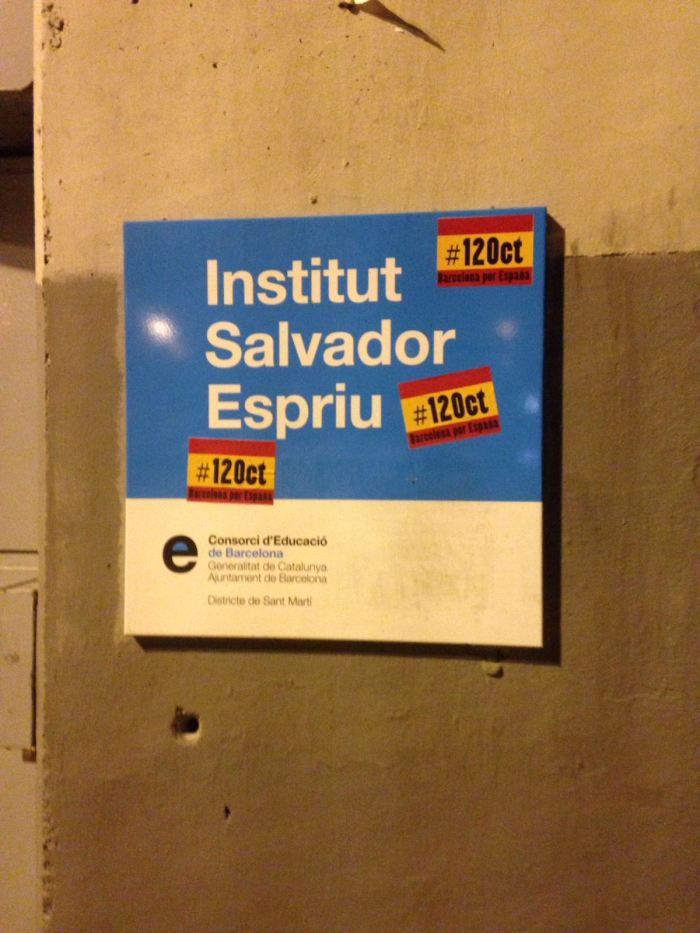 #12Oct
Barcelona por España
Institut
Salvador
Espriu
#12Oct
Barcelona por España
#12Oct
Barcelona por España
e
Consorci d'Educació
de Barcelona
Generalitat de Catalunya
Ajuntament de Barcelona
Districte de Sant Martí